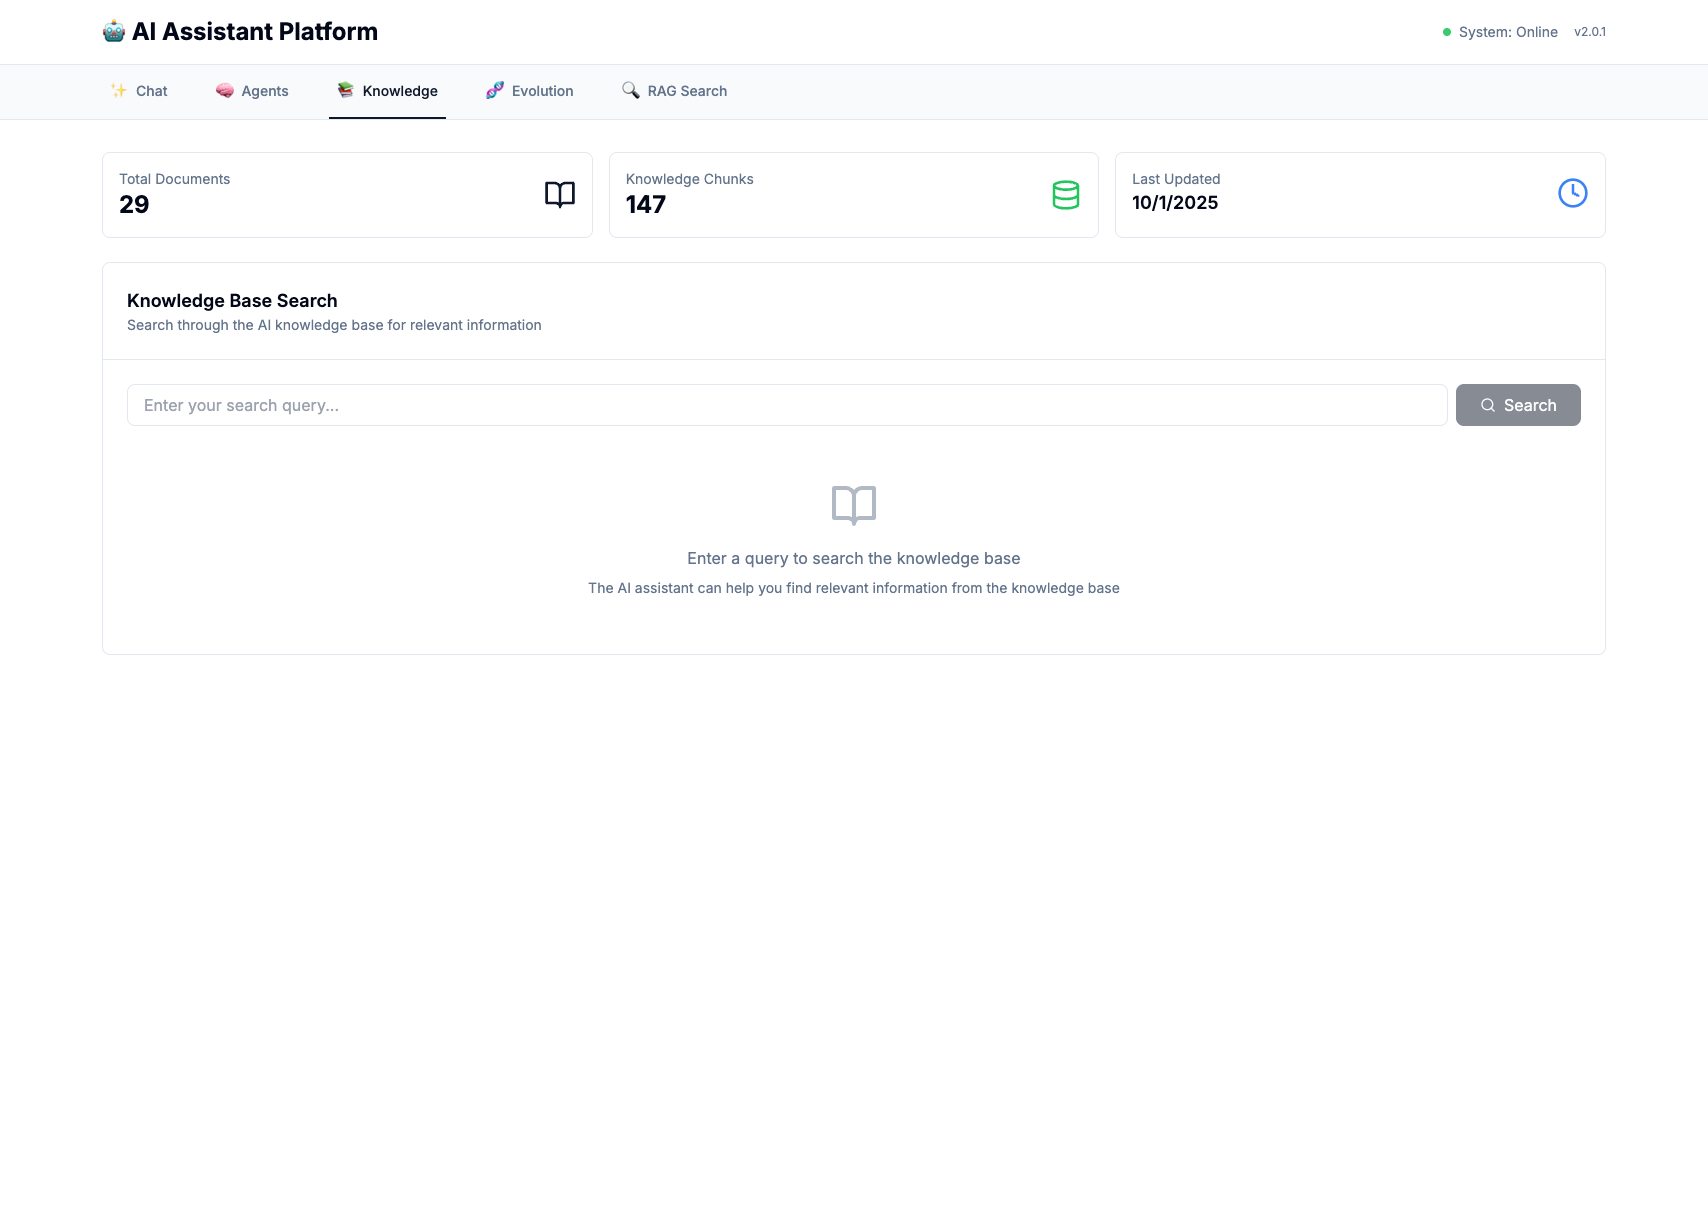 AI Assistant Platform
System: Online
v2.0.1
Chat
Agents
Knowledge
Evolution
RAG Search
Total Documents
29
Knowledge Chunks
147
Last Updated
10/1/2025
Knowledge Base Search
Search through the AI knowledge base for relevant information
Enter your search query...
Search
Enter a query to search the knowledge base
The AI assistant can help you find relevant information from the knowledge base